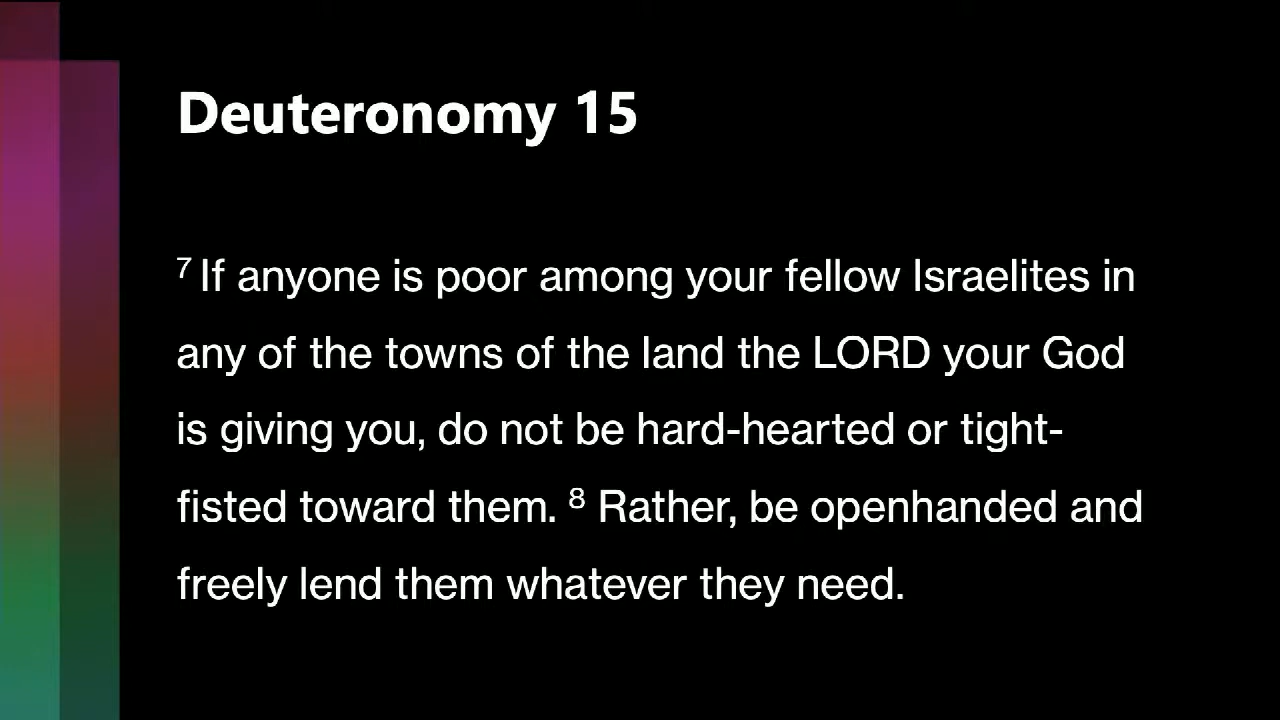 Deuteronomy 15
⁷ If anyone is poor among your fellow Israelites in
any of the towns of the land the LORD your God
is giving you, do not be hard-hearted or tight-
fisted toward them. ⁸ Rather, be openhanded and
freely lend them whatever they need.